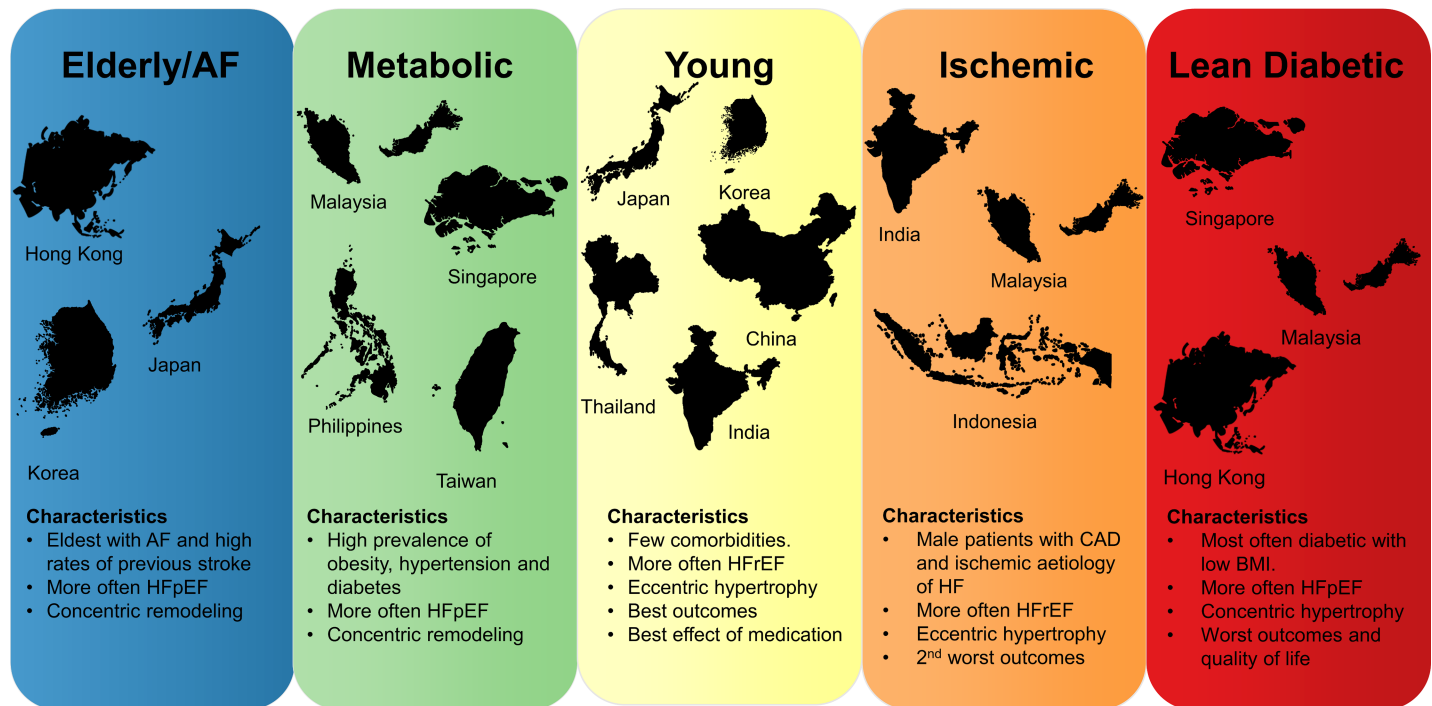 Elderly/AF
Hong Kong
Japan
Korea
Characteristics
• Eldest with AF and high
rates of previous stroke
• More often HFpEF
• Concentric remodeling
Metabolic
Malaysia
Singapore
Philippines
Taiwan
Characteristics
• High prevalence of
obesity, hypertension and
diabetes
• More often HFpEF
• Concentric remodeling
Young
Japan
Korea
China
Thailand
India
Characteristics
• Few comorbidities.
• More often HFrEF
• Eccentric hypertrophy
• Best outcomes
• Best effect of medication
Ischemic
India
Malaysia
Indonesia
Characteristics
• Male patients with CAD
and ischemic aetiology
of HF
• More often HFrEF
• Eccentric hypertrophy
• 2nd worst outcomes
Lean Diabetic
Singapore
Malaysia
Hong Kong
Characteristics
• Most often diabetic with
low BMI.
• More often HFpEF
• Concentric hypertrophy
• Worst outcomes and
quality of life